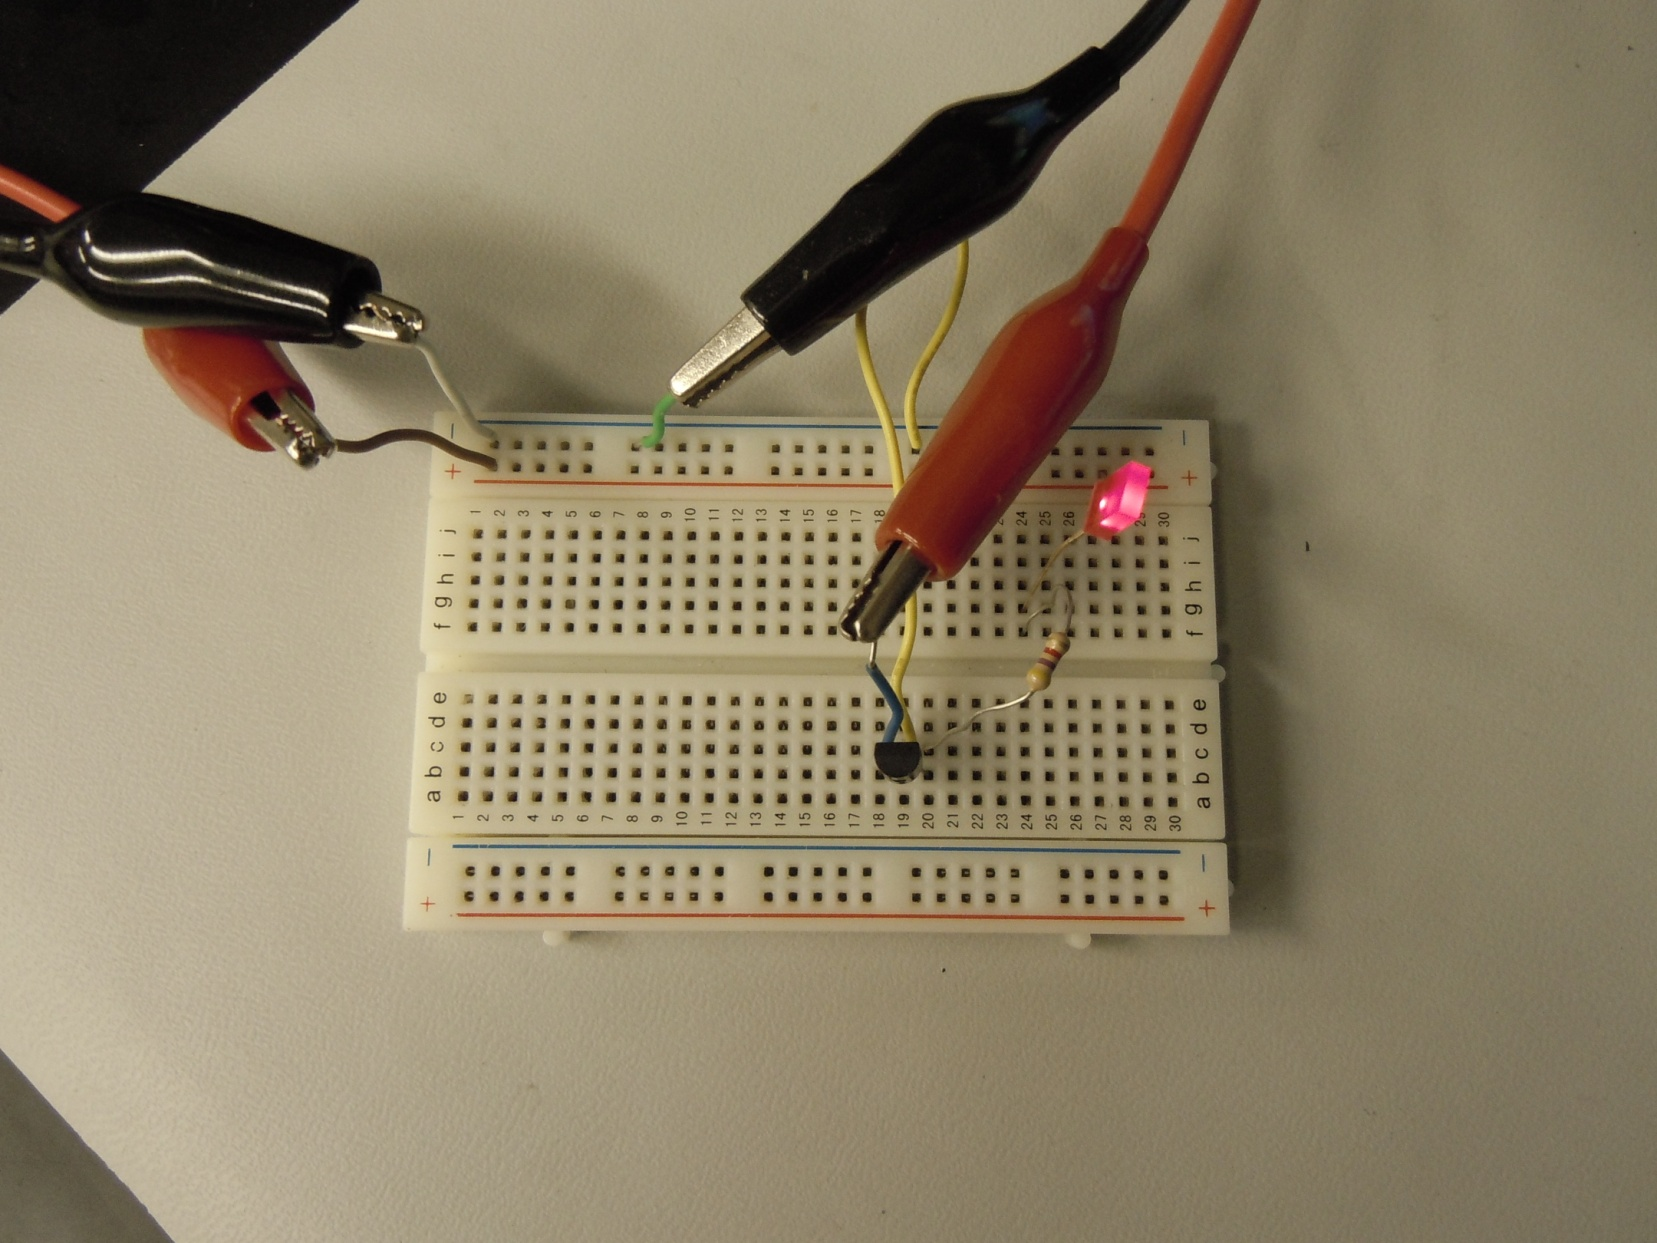 − −
+ +
1 2 3 4 5 6 7 8 9 10 11 12 13 14 15 16 17 18 24 25 26 29 30
j j
i i
h h
g g
f f
e e
d d
c c
b b
a a
1 2 3 4 5 6 7 8 9 10 11 12 13 14 15 16 17 18 19 20 21 22 23 24 25 26 27 28 29 30
− −
+ +